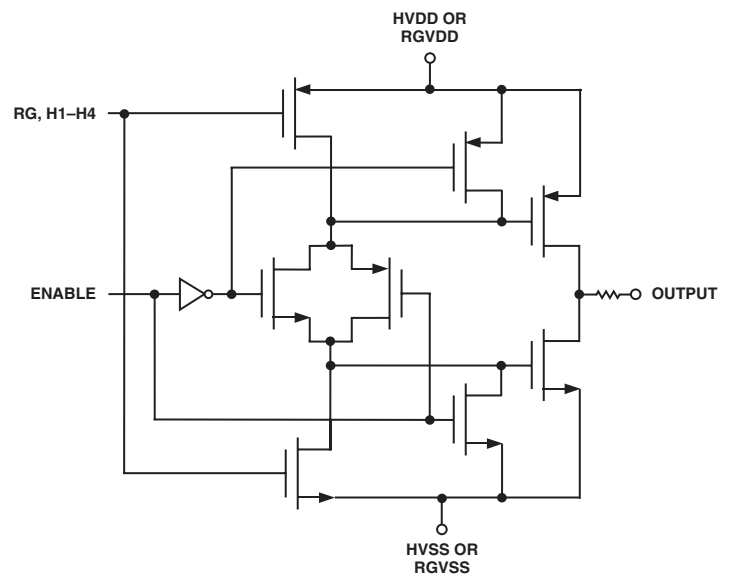 HVDD OR
RGVDD
RG, H1–H4
ENABLE
OUTPUT
HVSS OR
RGVSS